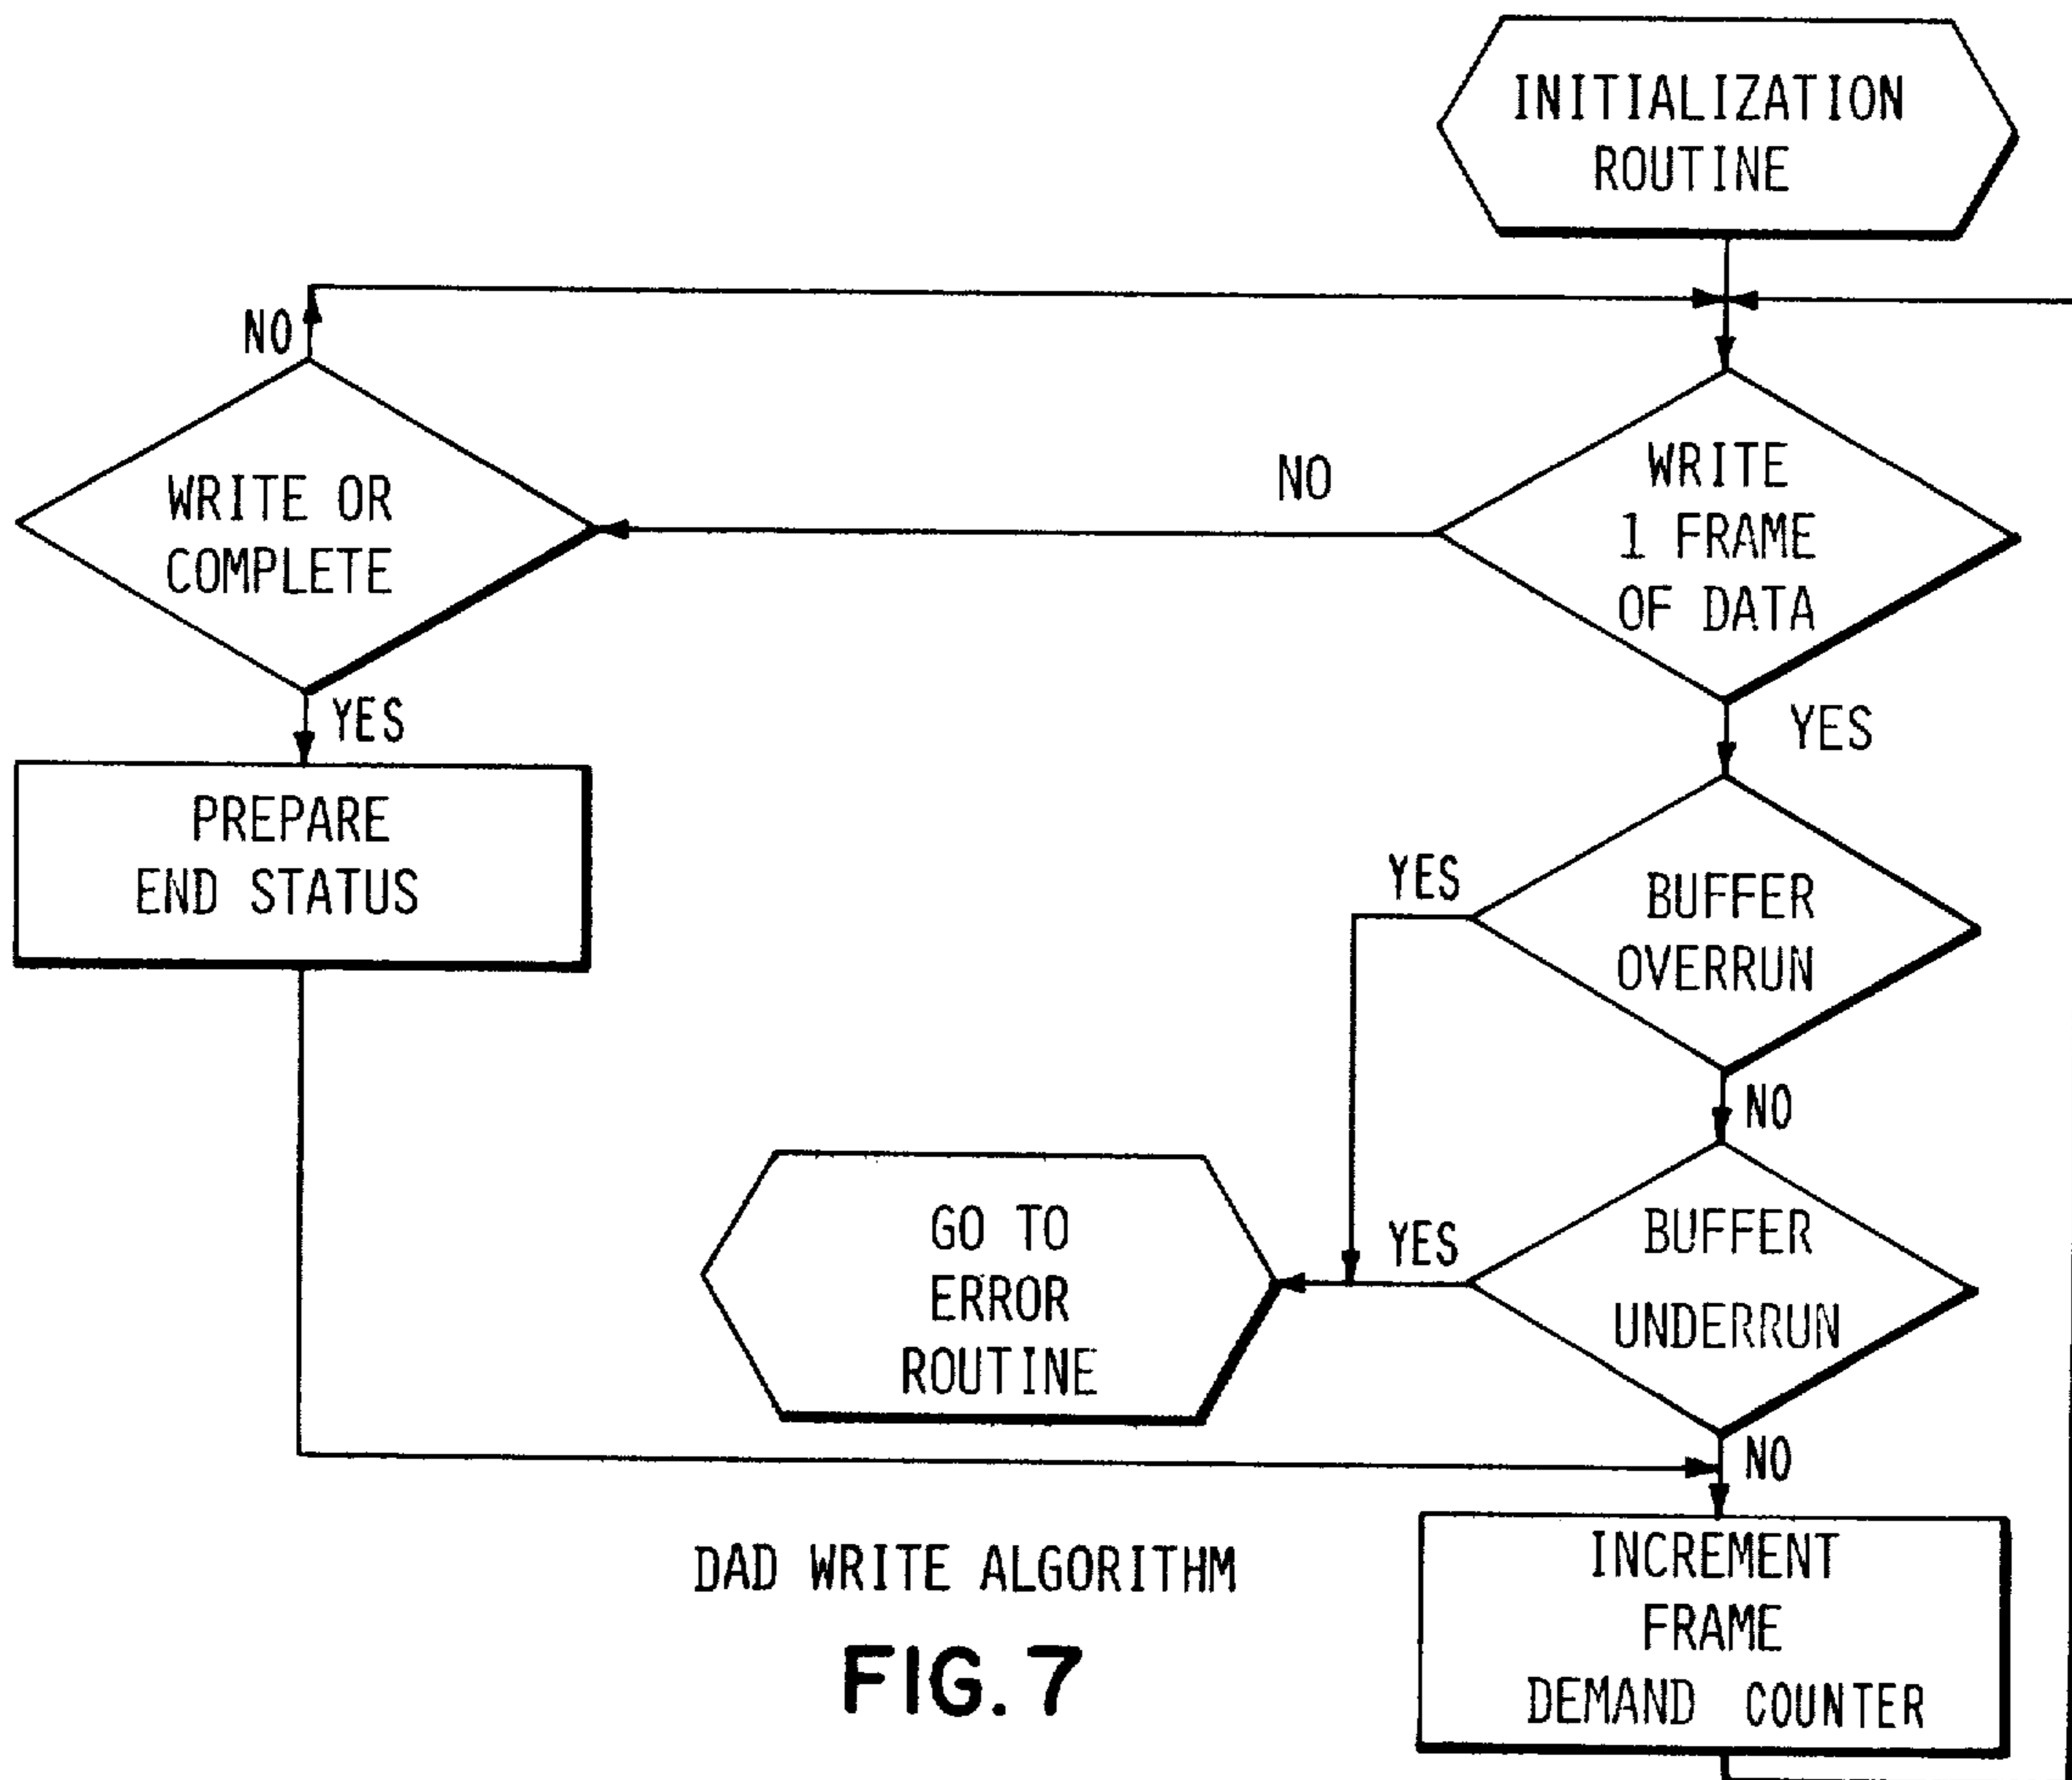 INITIALIZATION
ROUTINE
NO
WRITE OR
COMPLETE
NO
WRITE
1 FRAME
OF DATA
YES
YES
PREPARE
END STATUS
YES
BUFFER
OVERRUN
NO
GO TO
ERROR
ROUTINE
YES
BUFFER
UNDERRUN
NO
INCREMENT
FRAME
DEMAND COUNTER
DAD WRITE ALGORITHM
FIG. 7